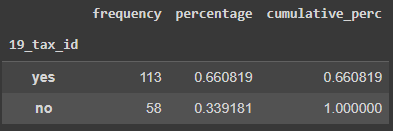 frequency percentage cumulative_perc
19_tax_id
yes 113 0.660819 0.660819
no 58 0.339181 1.000000